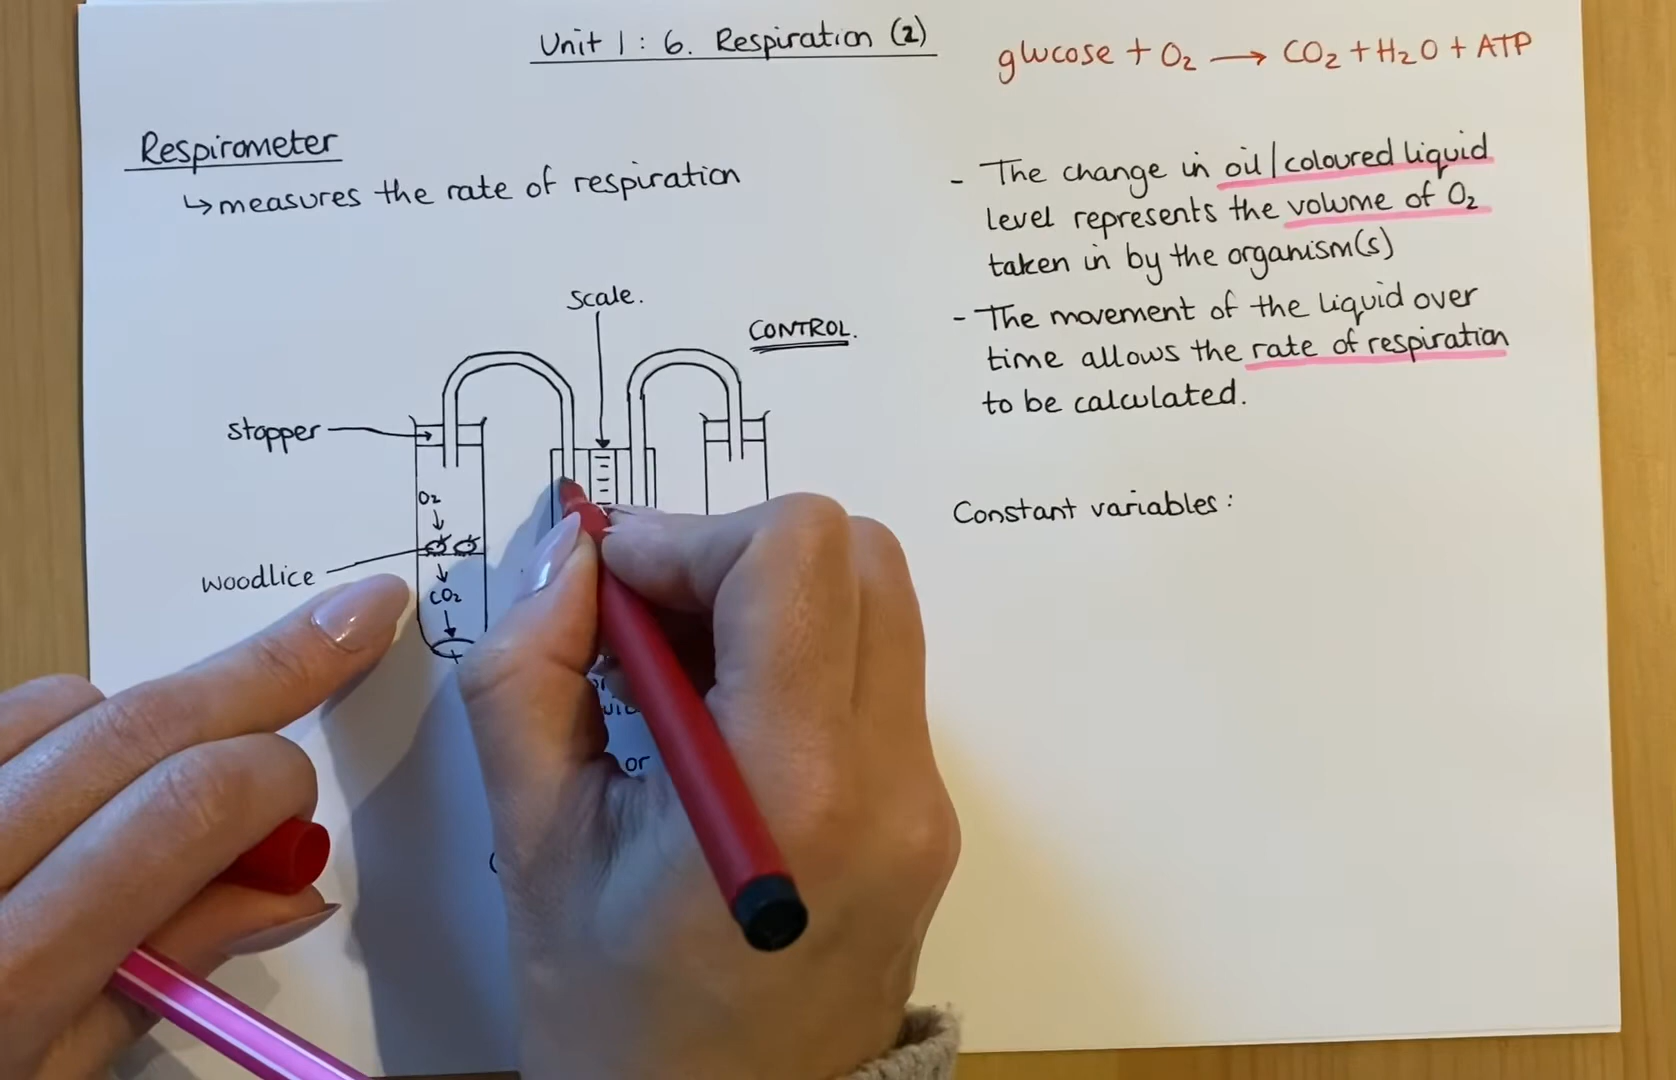 Unit 1 : 6. Respiration (2)
glucose + O₂ → CO₂ + H₂O + ATP
Respirometer
↳ measures the rate of respiration
Scale.
CONTROL.
stopper
O₂
woodlice
CO₂
or
- The change in oil/coloured liquid
level represents the volume of O₂
taken in by the organism(s)
- The movement of the liquid over
time allows the rate of respiration
to be calculated.
Constant variables :